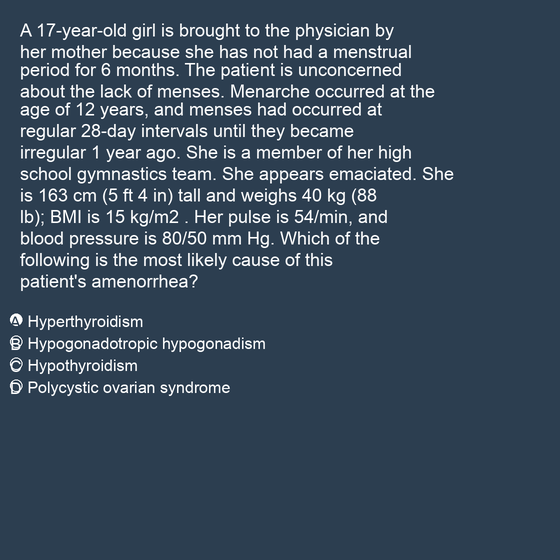 A 17-year-old girl is brought to the physician by
her mother because she has not had a menstrual
period for 6 months. The patient is unconcerned
about the lack of menses. Menarche occurred at the
age of 12 years, and menses had occurred at
regular 28-day intervals until they became
irregular 1 year ago. She is a member of her high
school gymnastics team. She appears emaciated. She
is 163 cm (5 ft 4 in) tall and weighs 40 kg (88
lb); BMI is 15 kg/m2 . Her pulse is 54/min, and
blood pressure is 80/50 mm Hg. Which of the
following is the most likely cause of this
patient's amenorrhea?
A Hyperthyroidism
B Hypogonadotropic hypogonadism
C Hypothyroidism
D Polycystic ovarian syndrome